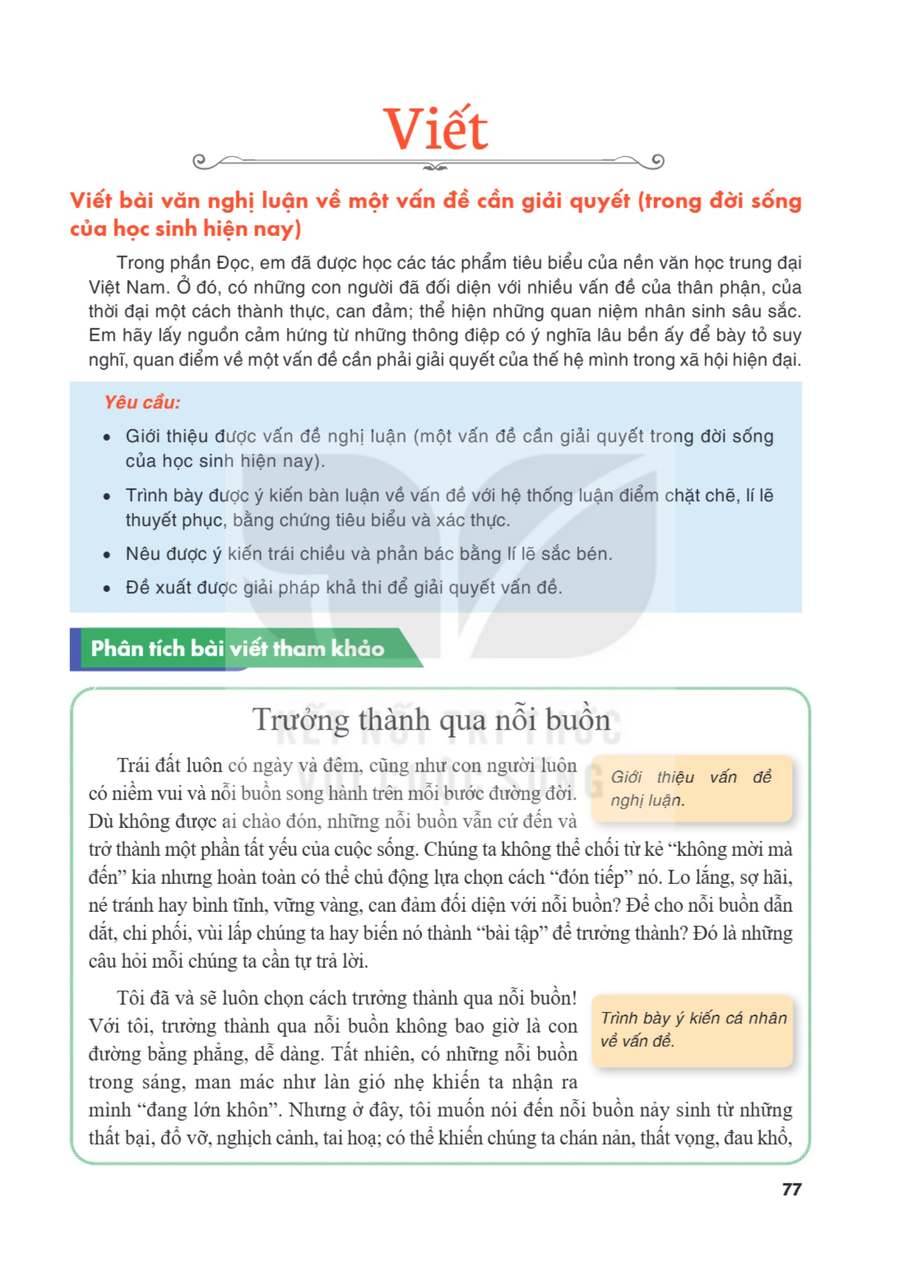 Viết
Viết bài văn nghị luận về một vấn đề cần giải quyết (trong đời sống
của học sinh hiện nay)
Trong phần Đọc, em đã được học các tác phẩm tiêu biểu của nền văn học trung đại
Việt Nam. Ở đó, có những con người đã đối diện với nhiều vấn đề của thân phận, của
thời đại một cách thành thực, can đảm; thể hiện những quan niệm nhân sinh sâu sắc.
Em hãy lấy nguồn cảm hứng từ những thông điệp có ý nghĩa lâu bền ấy để bày tỏ suy
nghĩ, quan điểm về một vấn đề cần phải giải quyết của thế hệ mình trong xã hội hiện đại.
Yêu cầu:
• Giới thiệu được vấn đề nghị luận (một vấn đề cần giải quyết trong đời sống
của học sinh hiện nay).
• Trình bày được ý kiến bàn luận về vấn đề với hệ thống luận điểm chặt chẽ, lí lẽ
thuyết phục, bằng chứng tiêu biểu và xác thực.
• Nêu được ý kiến trái chiều và phản bác bằng lí lẽ sắc bén.
• Đề xuất được giải pháp khả thi để giải quyết vấn đề.
Phân tích bài viết tham khảo
KẾT NỐI TRI THỨC
VỚI CUỘC SỐNG
Trưởng thành qua nỗi buồn
Trái đất luôn có ngày và đêm, cũng như con người luôn
có niềm vui và nỗi buồn song hành trên mỗi bước đường đời.
Dù không được ai chào đón, những nỗi buồn vẫn cứ đến và
trở thành một phần tất yếu của cuộc sống. Chúng ta không thể chối từ kẻ “không mời mà
đến” kia nhưng hoàn toàn có thể chủ động lựa chọn cách “đón tiếp” nó. Lo lắng, sợ hãi,
né tránh hay bình tĩnh, vững vàng, can đảm đối diện với nỗi buồn? Để cho nỗi buồn dẫn
dắt, chi phối, vùi lấp chúng ta hay biến nó thành “bài tập” để trưởng thành? Đó là những
câu hỏi mỗi chúng ta cần tự trả lời.
Giới thiệu vấn đề
nghị luận.
Tôi đã và sẽ luôn chọn cách trưởng thành qua nỗi buồn!
Với tôi, trưởng thành qua nỗi buồn không bao giờ là con
đường bằng phẳng, dễ dàng. Tất nhiên, có những nỗi buồn
trong sáng, man mác như làn gió nhẹ khiến ta nhận ra
mình “đang lớn khôn”. Nhưng ở đây, tôi muốn nói đến nỗi buồn nảy sinh từ những
thất bại, đổ vỡ, nghịch cảnh, tai hoạ; có thể khiến chúng ta chán nản, thất vọng, đau khổ,
Trình bày ý kiến cá nhân
về vấn đề.
77